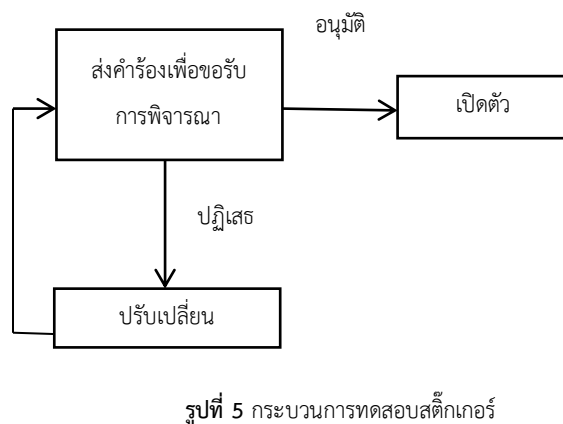 อนุมัติ
ส่งคำร้องเพื่อขอรับ
การพิจารณา
เปิดตัว
ปฏิเสธ
ปรับเปลี่ยน
รูปที่ 5 กระบวนการทดสอบสติ๊กเกอร์